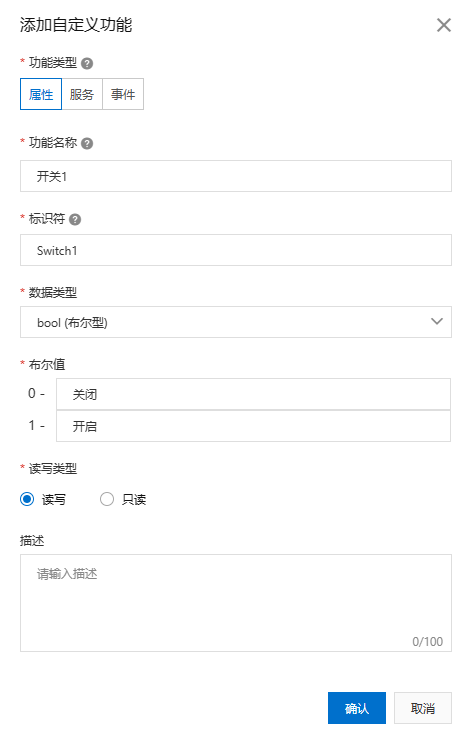 添加自定义功能
* 功能类型 ?
属性 服务 事件
* 功能名称 ?
开关1
* 标识符 ?
Switch1
* 数据类型
bool (布尔型)
* 布尔值
0 - 关闭
1 - 开启
* 读写类型
读写 只读
描述
请输入描述
0/100
确认 取消